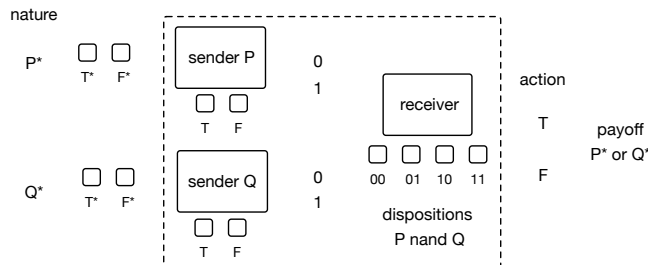 nature
P*
T* F*
sender P
T F
0
1
Q*
T* F*
sender Q
T F
0
1
receiver
00 01 10 11
dispositions
P nand Q
action
T
F
payoff
P* or Q*